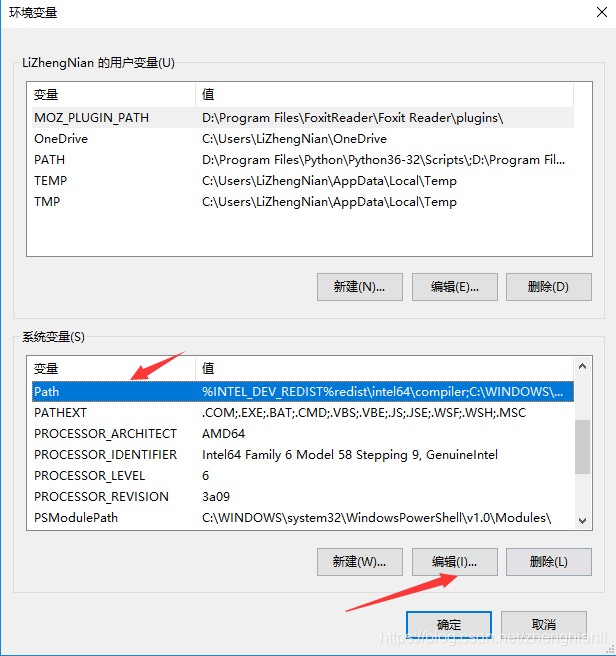 环境变量
LiZhengNian 的用户变量(U)
变量 值
MOZ_PLUGIN_PATH D:\Program Files\FoxitReader\Foxit Reader\plugins\
OneDrive C:\Users\LiZhengNian\OneDrive
PATH D:\Program Files\Python\Python36-32\Scripts\;D:\Program Fil...
TEMP C:\Users\LiZhengNian\AppData\Local\Temp
TMP C:\Users\LiZhengNian\AppData\Local\Temp
新建(N)... 编辑(E)... 删除(D)
系统变量(S)
变量 值
Path %INTEL_DEV_REDIST%redist\intel64\compiler;C:\WINDOWS\...
PATHEXT .COM;.EXE;.BAT;.CMD;.VBS;.VBE;.JS;.JSE;.WSF;.WSH;.MSC
PROCESSOR_ARCHITECT AMD64
PROCESSOR_IDENTIFIER Intel64 Family 6 Model 58 Stepping 9, GenuineIntel
PROCESSOR_LEVEL 6
PROCESSOR_REVISION 3a09
PSModulePath C:\WINDOWS\system32\WindowsPowerShell\v1.0\Modules\
新建(W)... 编辑(I)... 删除(L)
确定 取消
https://blog.csdn.net/zhengnianli